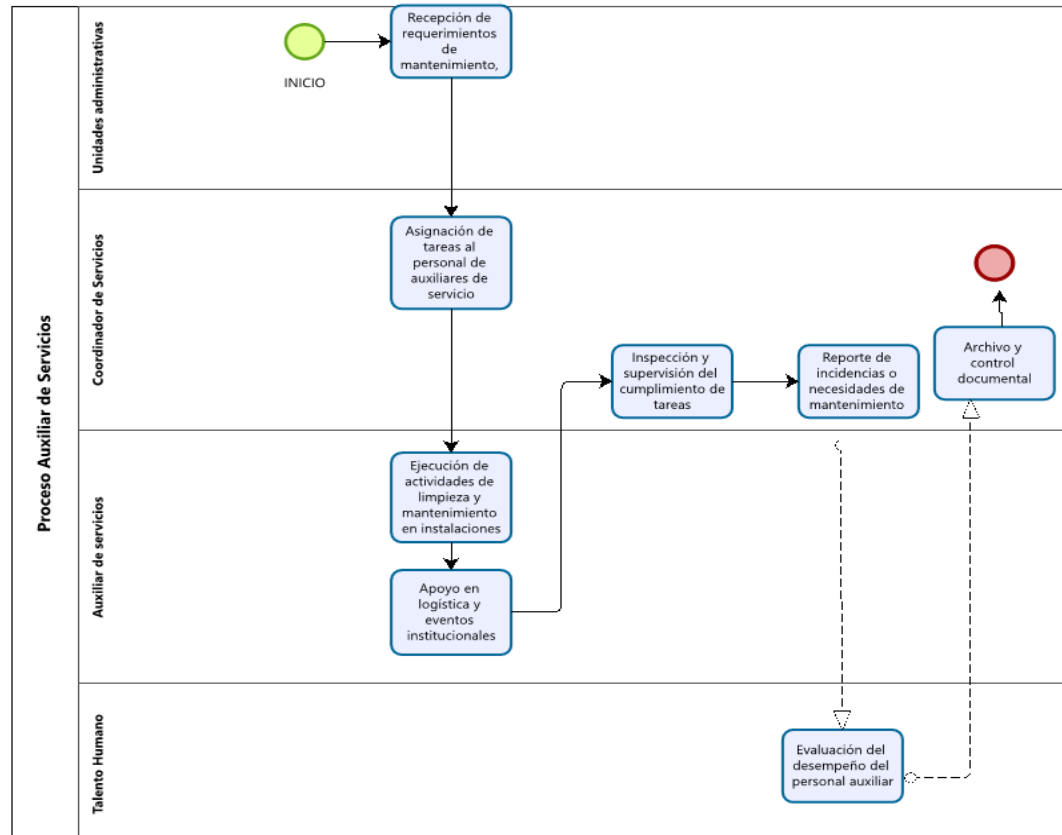 Proceso Auxiliar de Servicios
Unidades administrativas
INICIO
Recepción de
requerimientos
de
mantenimiento,
Coordinador de Servicios
Asignación de
tareas al
personal de
auxiliares de
servicio
Inspección y
supervisión del
cumplimiento de
tareas
Reporte de
incidencias o
necesidades de
mantenimiento
Archivo y
control
documental
Auxiliar de servicios
Ejecución de
actividades de
limpieza y
mantenimiento
en instalaciones
Apoyo en
logística y
eventos
institucionales
Talento Humano
Evaluación del
desempeño del
personal auxiliar